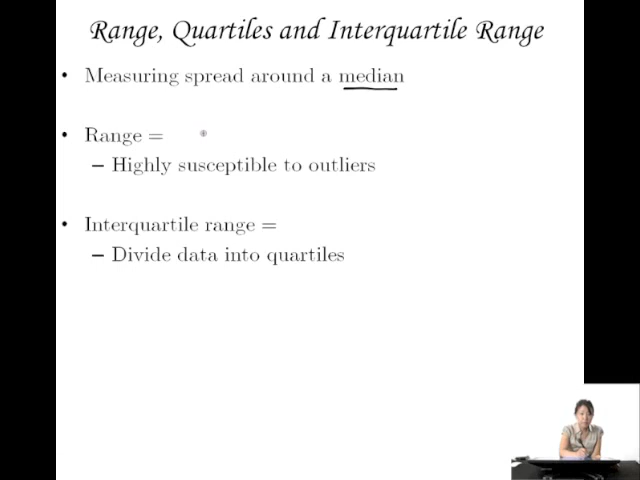 Range, Quartiles and Interquartile Range
• Measuring spread around a median
• Range =
– Highly susceptible to outliers
• Interquartile range =
– Divide data into quartiles